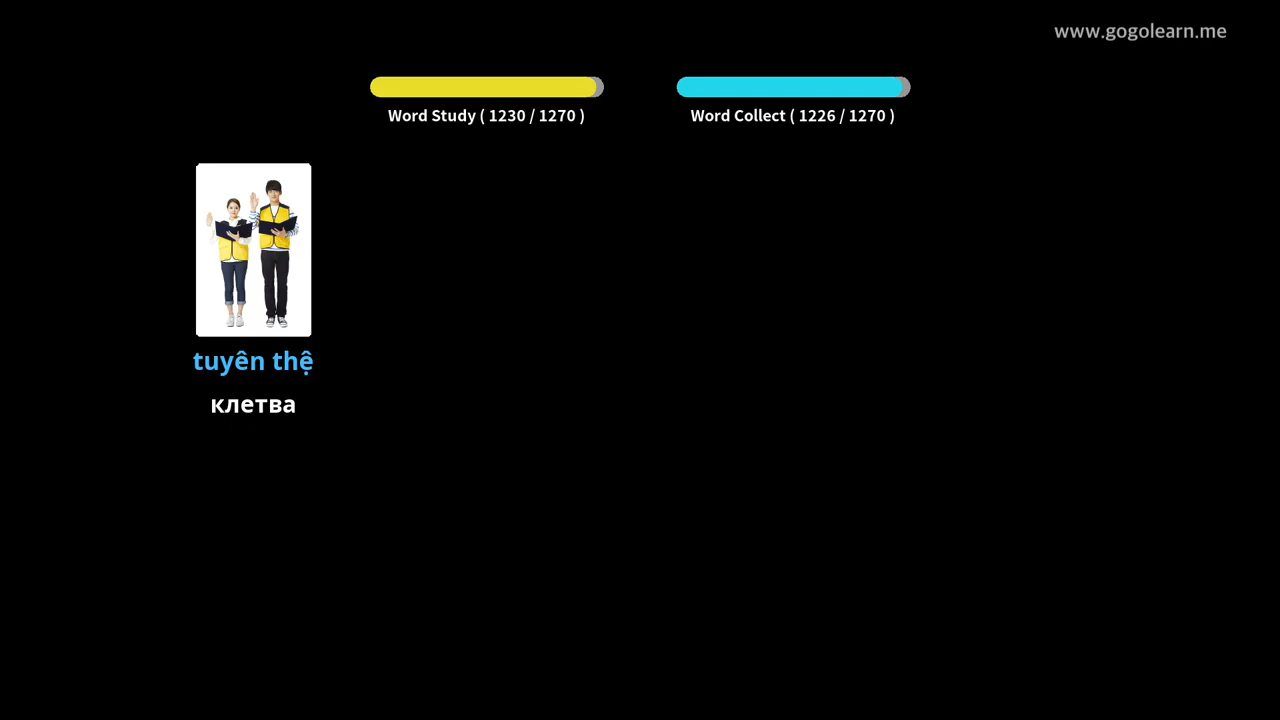 www.gogolearn.me
Word Study ( 1230 / 1270 )
Word Collect ( 1226 / 1270 )
tuyên thệ
клетва